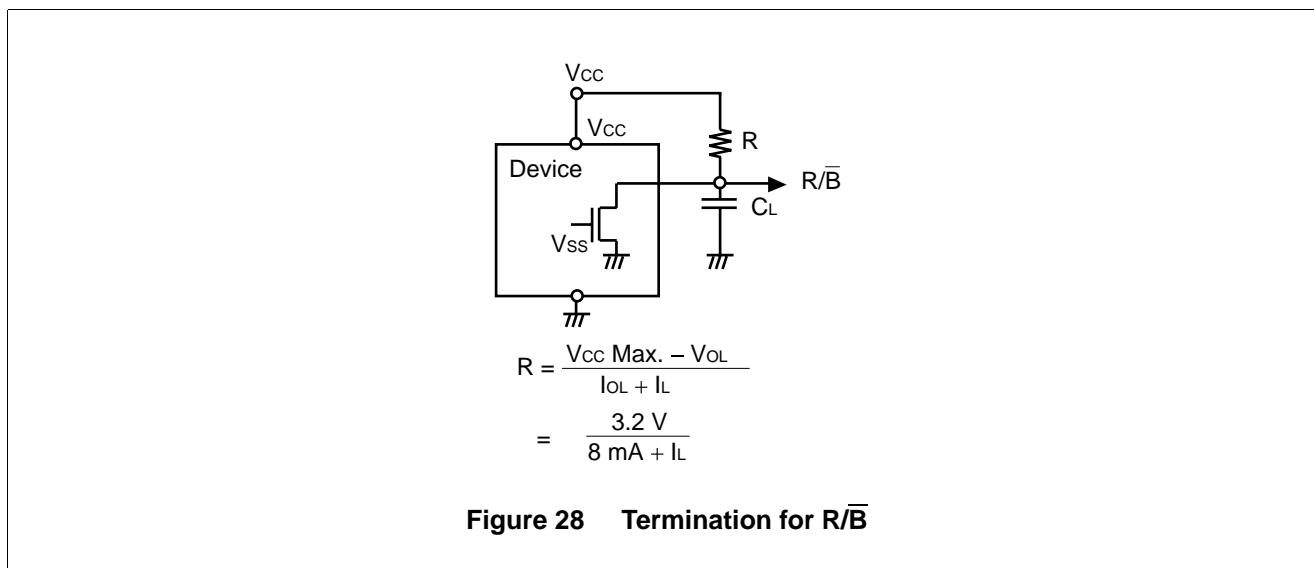 VCC
VCC
Device
R
R/B̅
CL
VSS
R = VCC Max. – VOL
IOL + IL
= 3.2 V
8 mA + IL
Figure 28 Termination for R/B̅